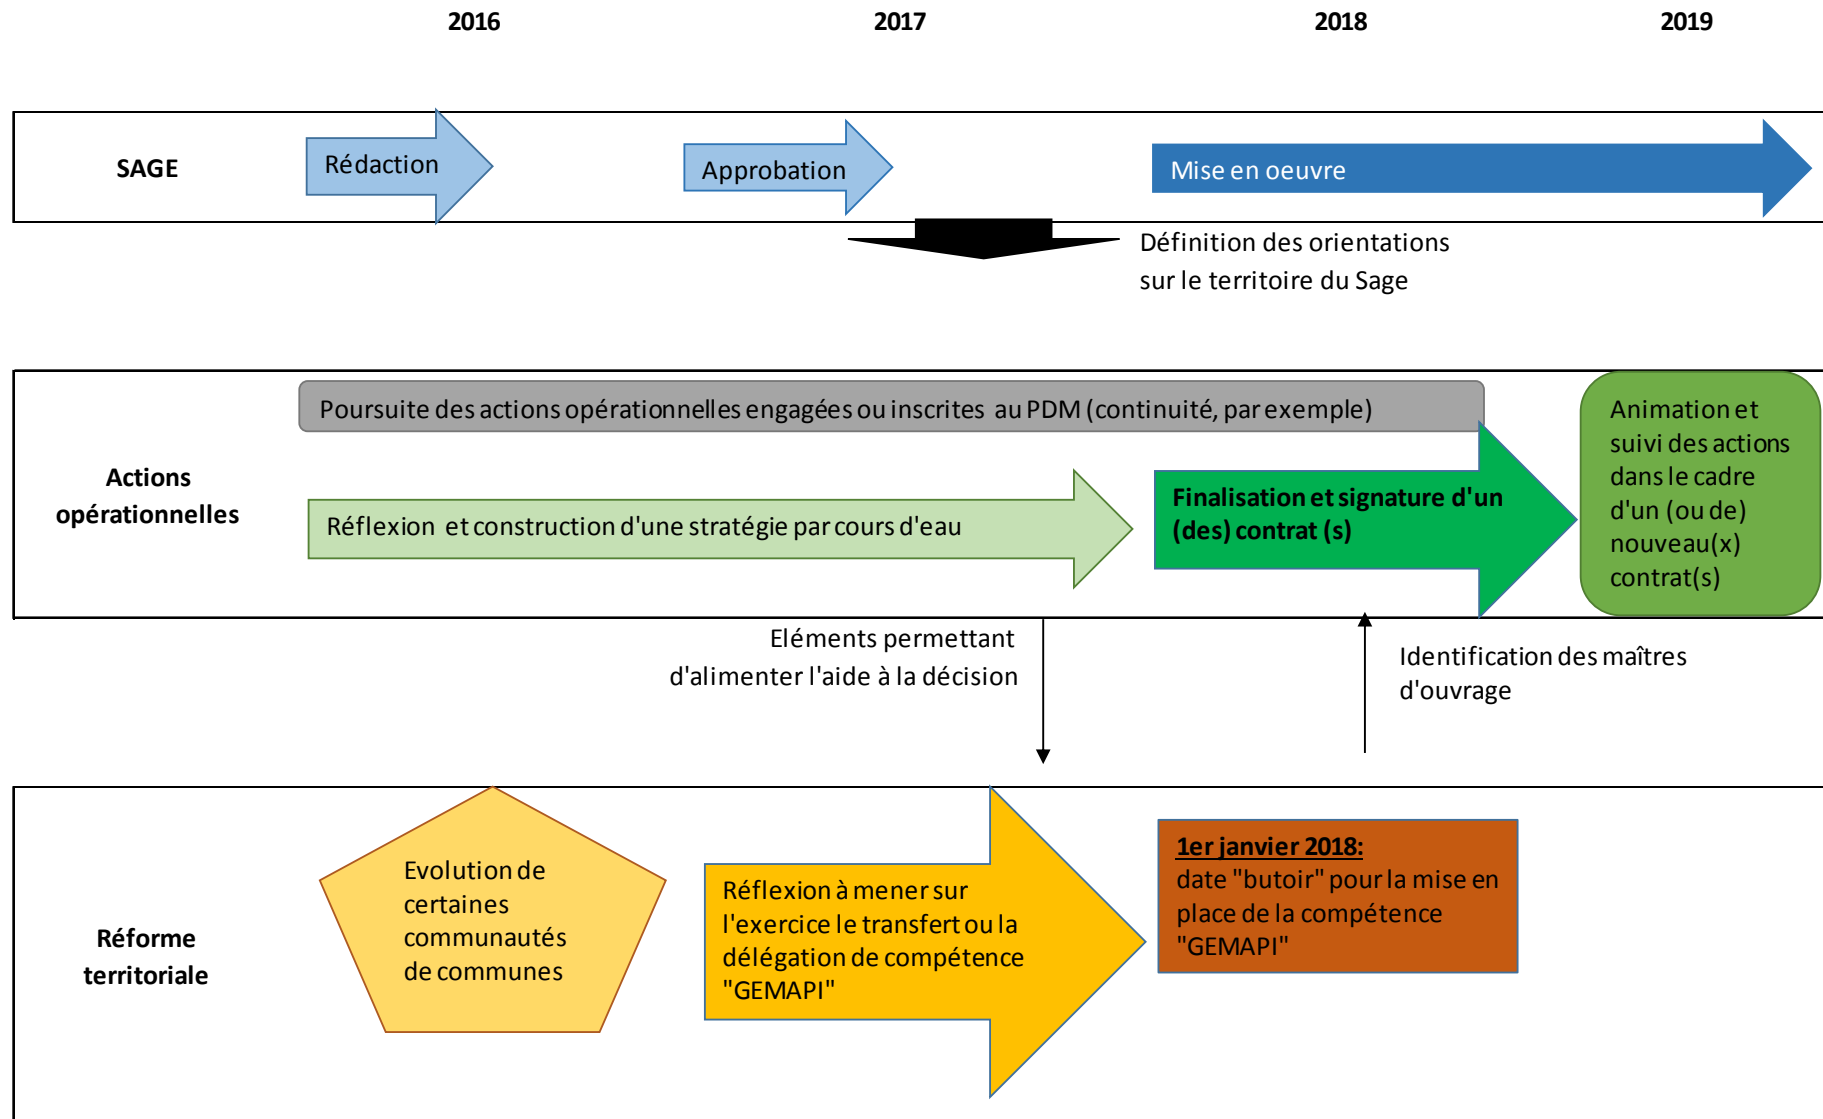 2016
2017
2018
2019
SAGE
Rédaction
Approbation
Mise en oeuvre
Définition des orientations
sur le territoire du Sage
Actions
opérationnelles
Poursuite des actions opérationnelles engagées ou inscrites au PDM (continuité, par exemple)
Réflexion et construction d'une stratégie par cours d'eau
Finalisation et signature d'un
(des) contrat (s)
Animation et
suivi des actions
dans le cadre
d'un (ou de)
nouveau(x)
contrat(s)
Eléments permettant
d'alimenter l'aide à la décision
Identification des maîtres
d'ouvrage
Réforme
territoriale
Evolution de
certaines
communautés
de communes
Réflexion à mener sur
l'exercice le transfert ou la
délégation de compétence
"GEMAPI"
1er janvier 2018:
date "butoir" pour la mise en
place de la compétence
"GEMAPI"